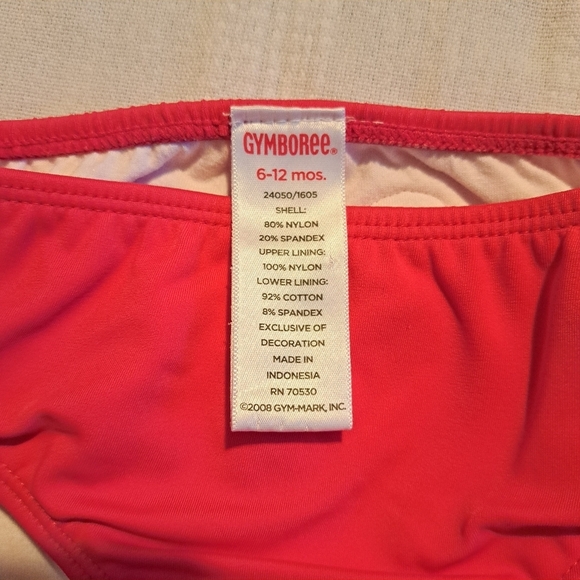 GYMBOREE®
6-12 mos.
24050/1605
SHELL:
80% NYLON
20% SPANDEX
UPPER LINING:
100% NYLON
LOWER LINING:
92% COTTON
8% SPANDEX
EXCLUSIVE OF
DECORATION
MADE IN
INDONESIA
RN 70530
©2008 GYM-MARK, INC.